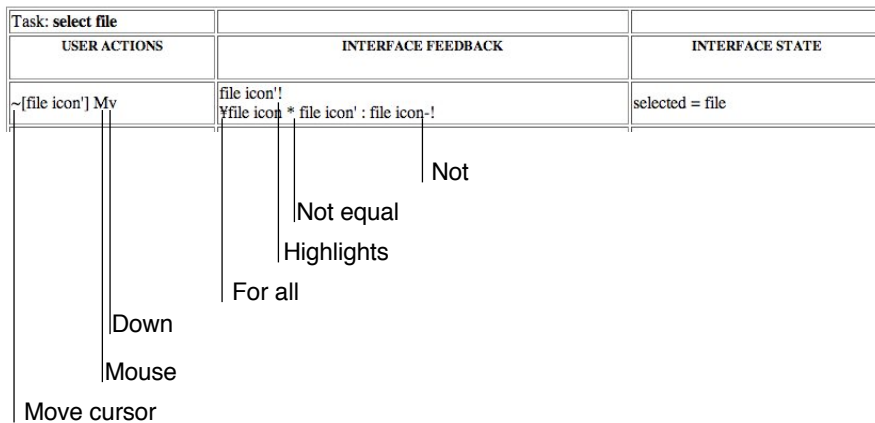 Task: select file
USER ACTIONS INTERFACE FEEDBACK INTERFACE STATE
~[file icon'] Mv
file icon'!
¥file icon * file icon' : file icon-!
selected = file
Not
Not equal
Highlights
For all
Down
Mouse
Move cursor